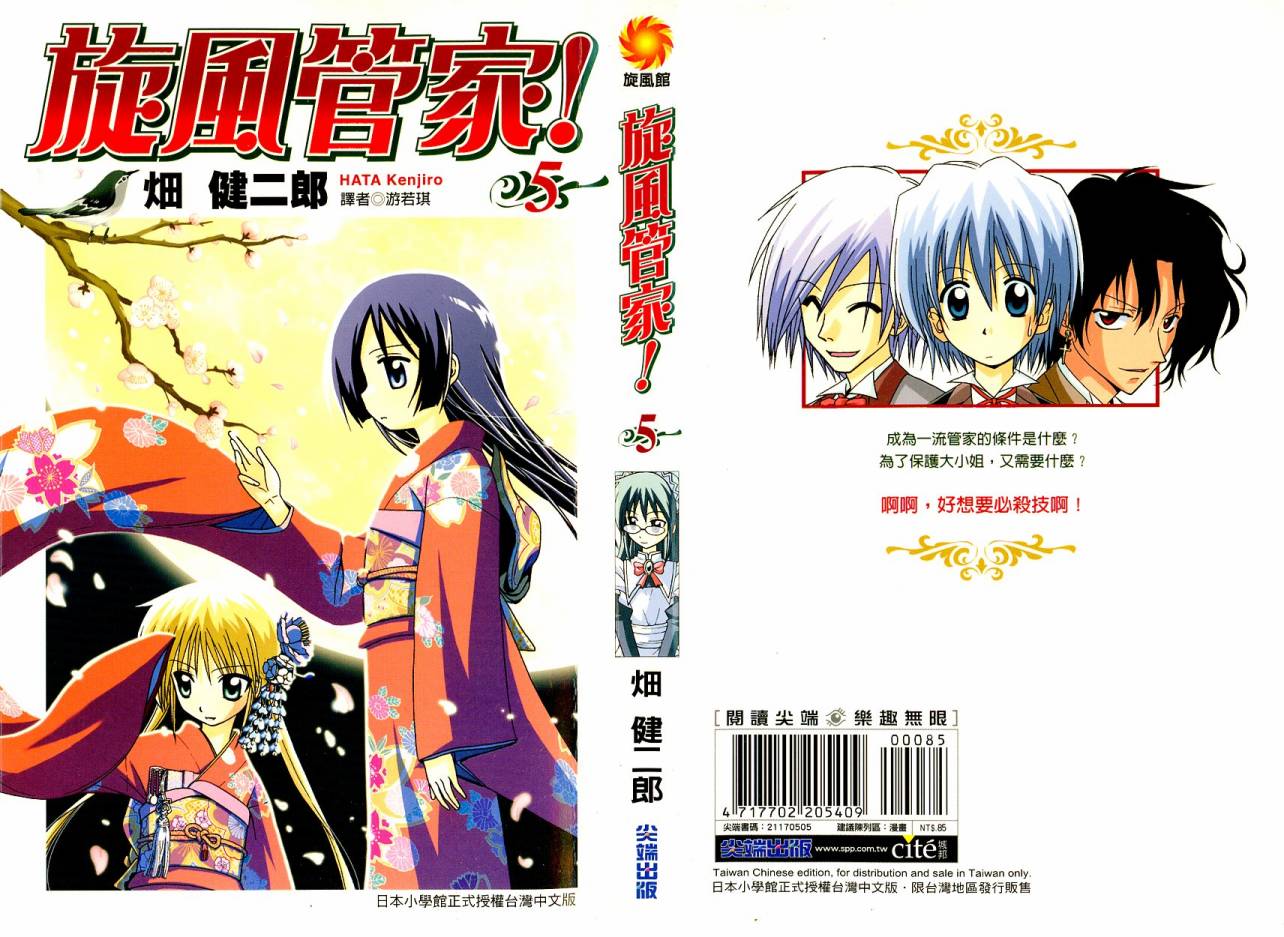 旋風管家!
畑 健二郎
HATA Kenjiro
譯者◎游若琪
5
日本小學館正式授權台灣中文版
旋風館
旋風管家!
5
畑 健二郎
尖端出版
成為一流管家的條件是什麼?
為了保護大小姐,又需要什麼?
啊啊,好想要必殺技啊!
[閱讀尖端 樂趣無限]
00085
4 717702 205409
尖端書碼:21170505 建議陳列區:漫畫 NT$.85
尖端出版 www.spp.com.tw cité 城邦
Taiwan Chinese edition, for distribution and sale in Taiwan only.
日本小學館正式授權台灣中文版・限台灣地區發行販售